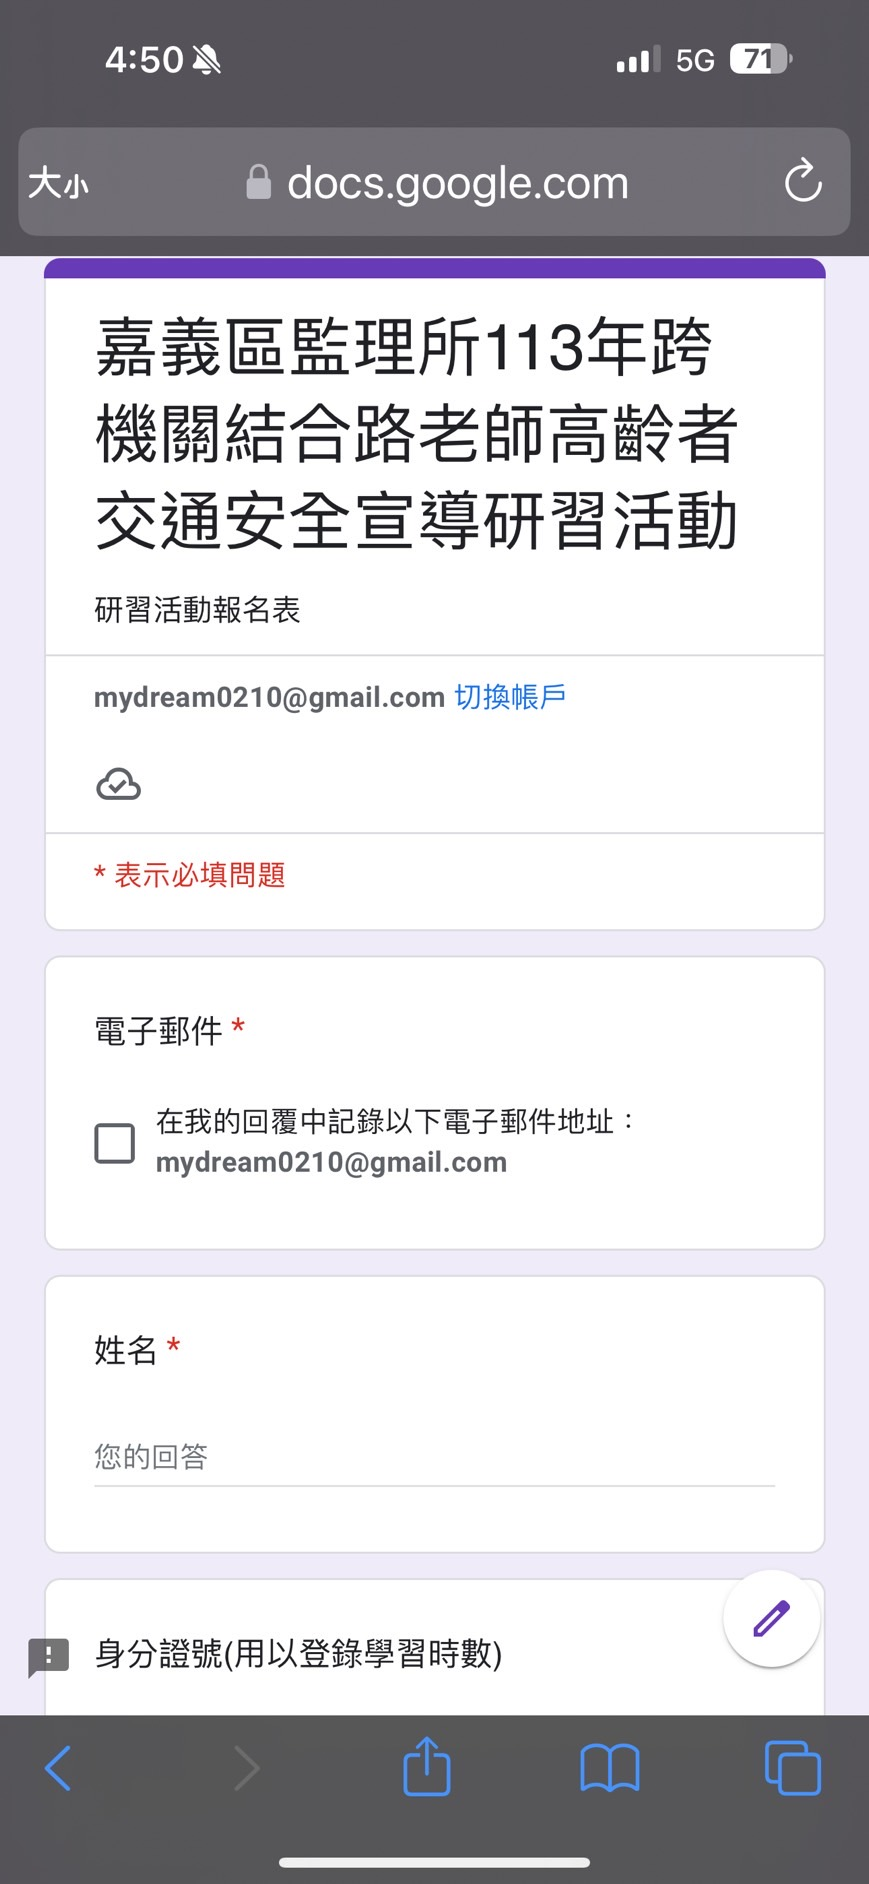 4:50
5G
71
大小
docs.google.com
嘉義區監理所113年跨
機關結合路老師高齡者
交通安全宣導研習活動
研習活動報名表
mydream0210@gmail.com 切換帳戶
* 表示必填問題
電子郵件 *
在我的回覆中記錄以下電子郵件地址：
mydream0210@gmail.com
姓名 *
您的回答
身分證號(用以登錄學習時數)